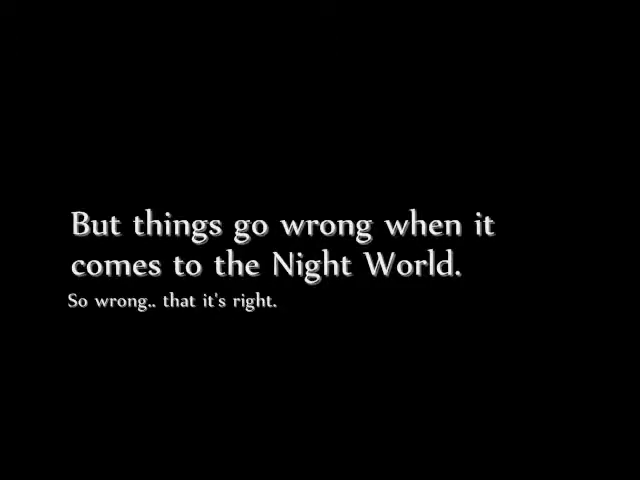 But things go wrong when it
comes to the Night World.
So wrong.. that it's right.